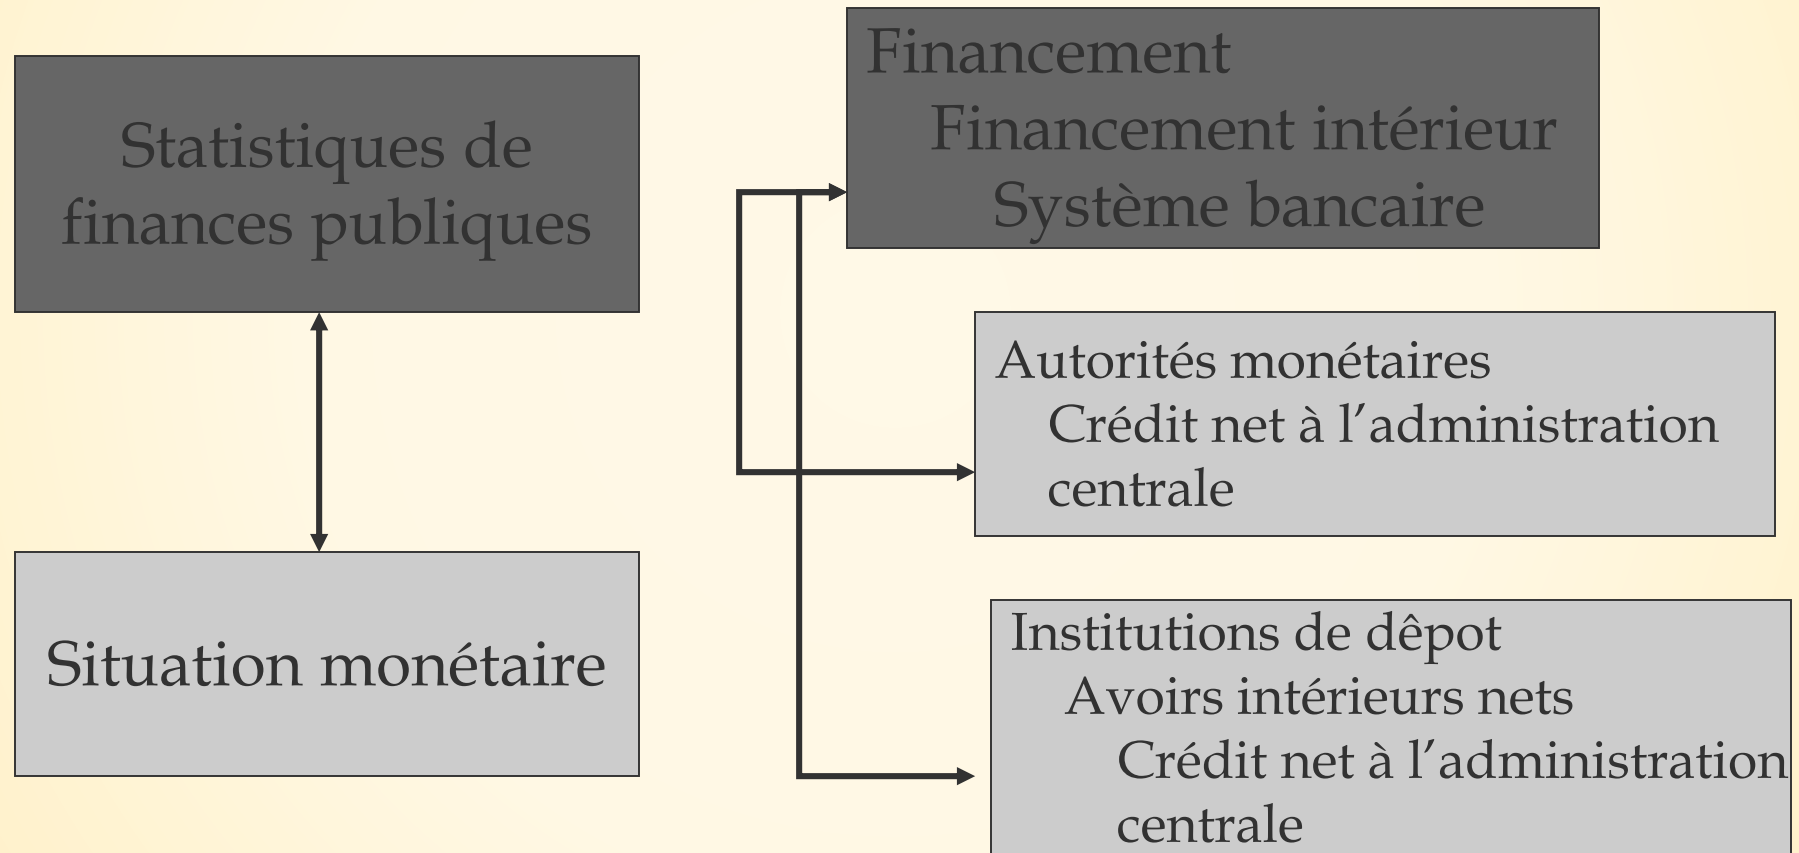 Statistiques de
finances publiques
Situation monétaire
Financement
Financement intérieur
Système bancaire
Autorités monétaires
Crédit net à l’administration
centrale
Institutions de dêpot
Avoirs intérieurs nets
Crédit net à l’administration
centrale